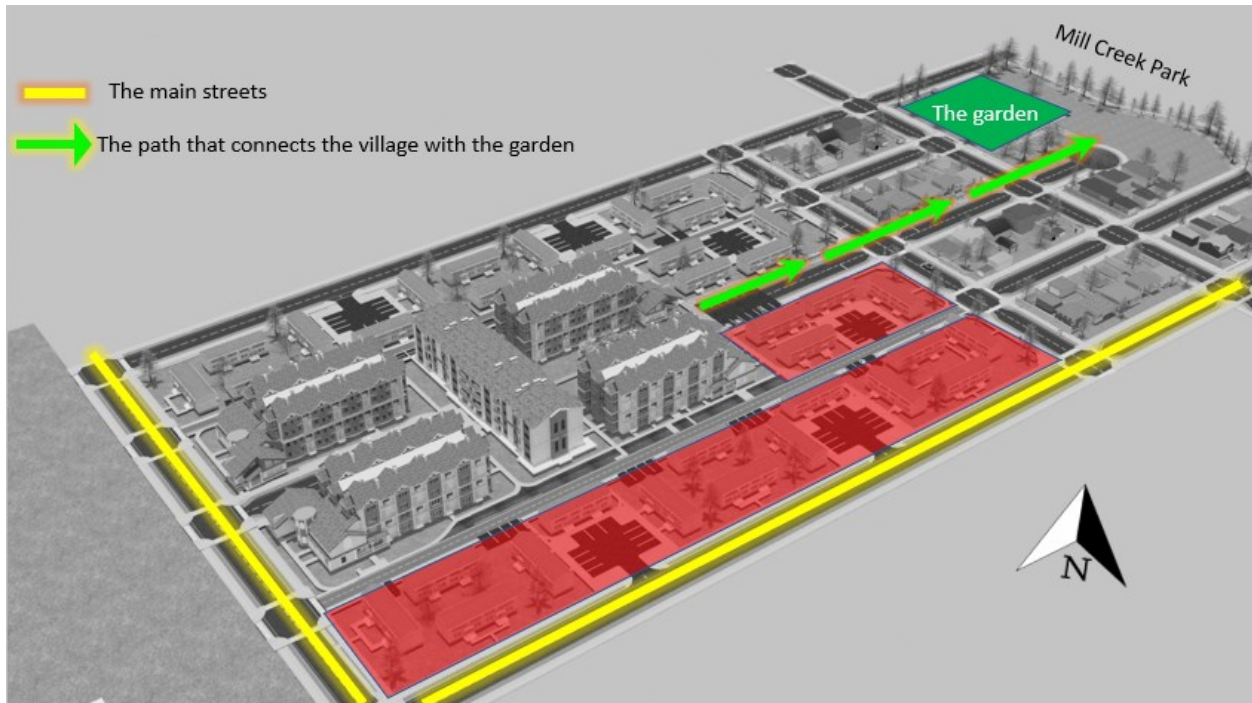 Mill Creek Park
The main streets
The garden
The path that connects the village with the garden
N